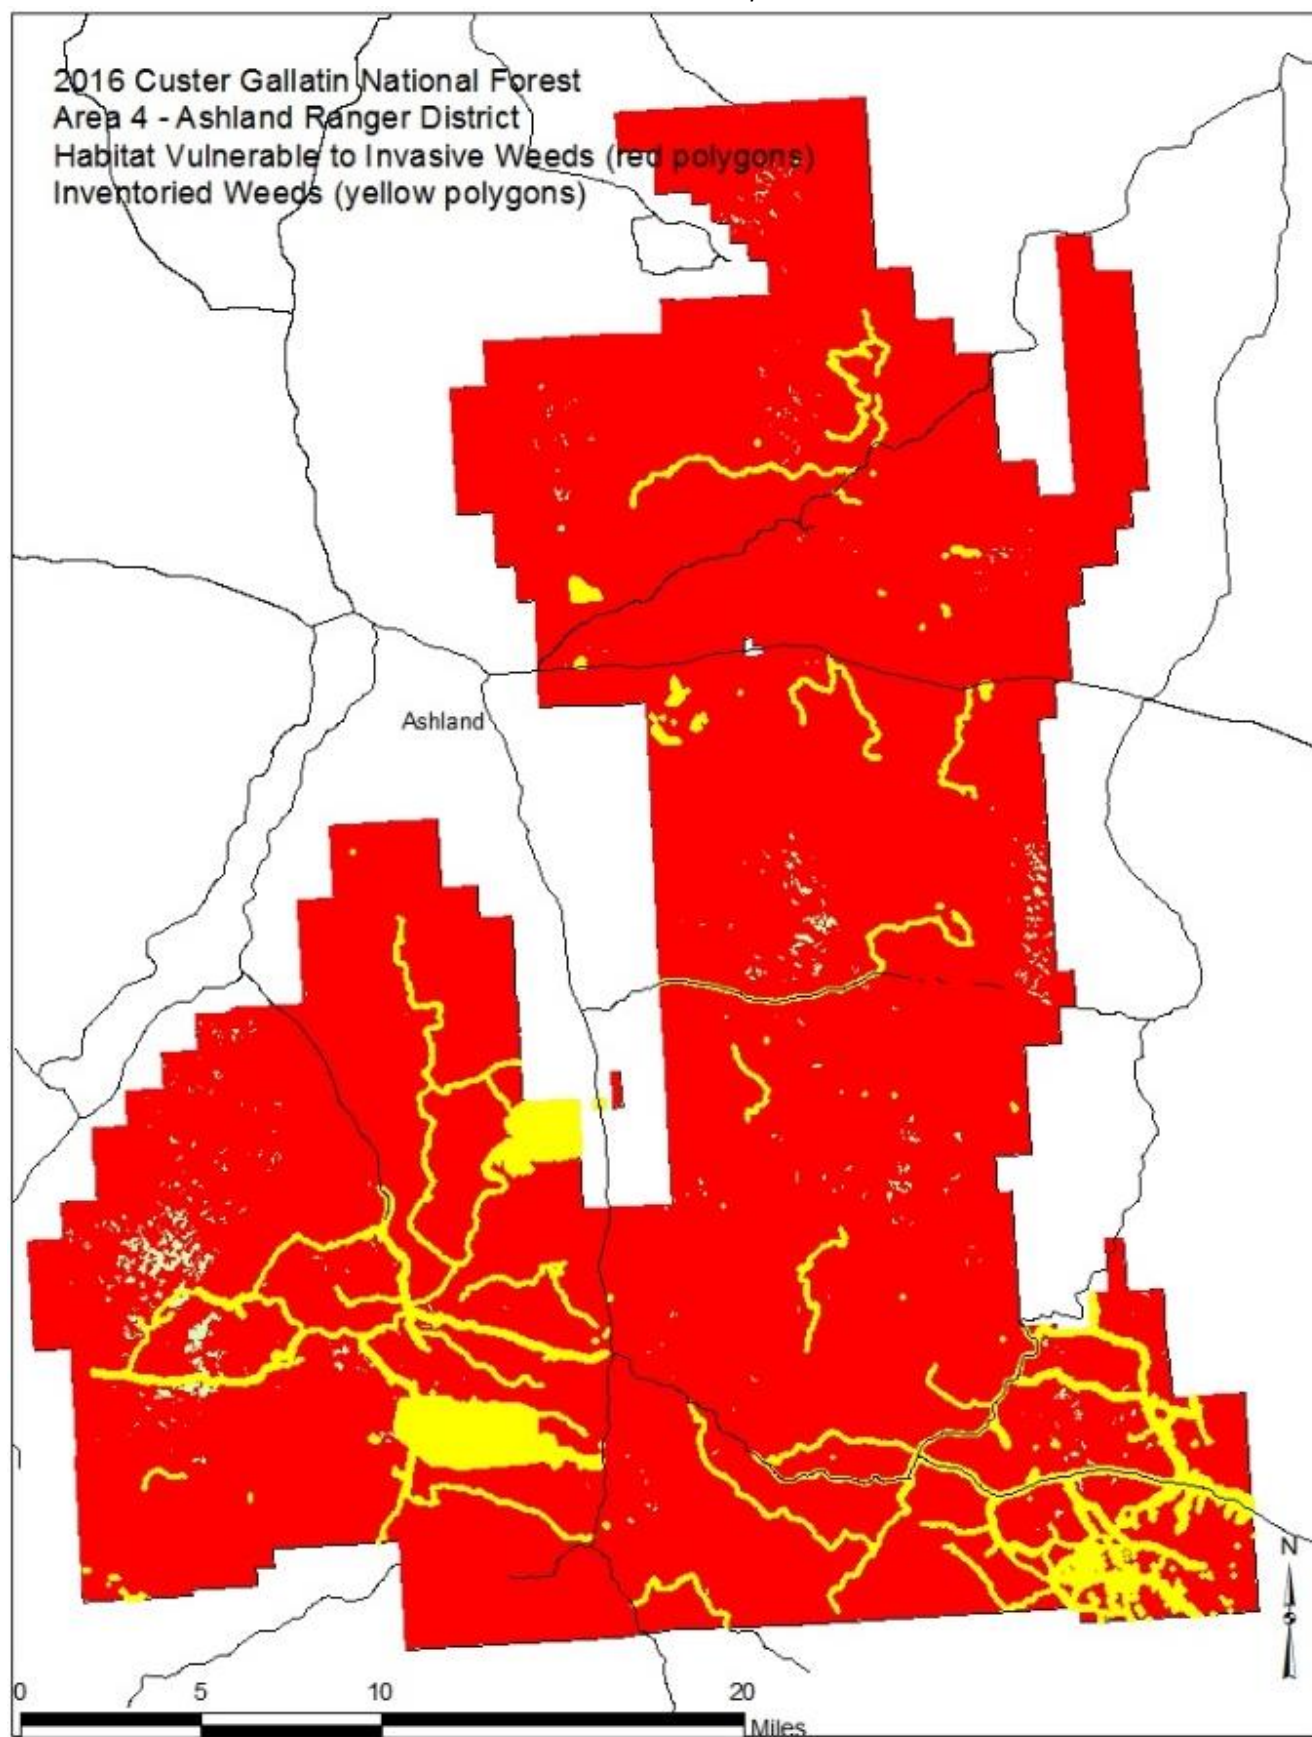 2016 Custer Gallatin National Forest
Area 4 - Ashland Ranger District
Habitat Vulnerable to Invasive Weeds (red polygons)
Inventoried Weeds (yellow polygons)
Ashland
N
S
0 5 10 20
Miles